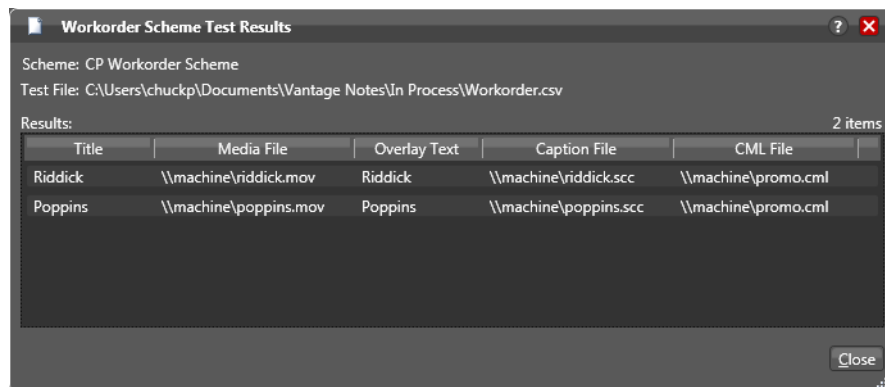 Workorder Scheme Test Results ?
Scheme: CP Workorder Scheme
Test File: C:\Users\chuckp\Documents\Vantage Notes\In Process\Workorder.csv
Results: 2 items
Title Media File Overlay Text Caption File CML File
Riddick \\machine\riddick.mov Riddick \\machine\riddick.scc \\machine\promo.cml
Poppins \\machine\poppins.mov Poppins \\machine\poppins.scc \\machine\promo.cml
Close